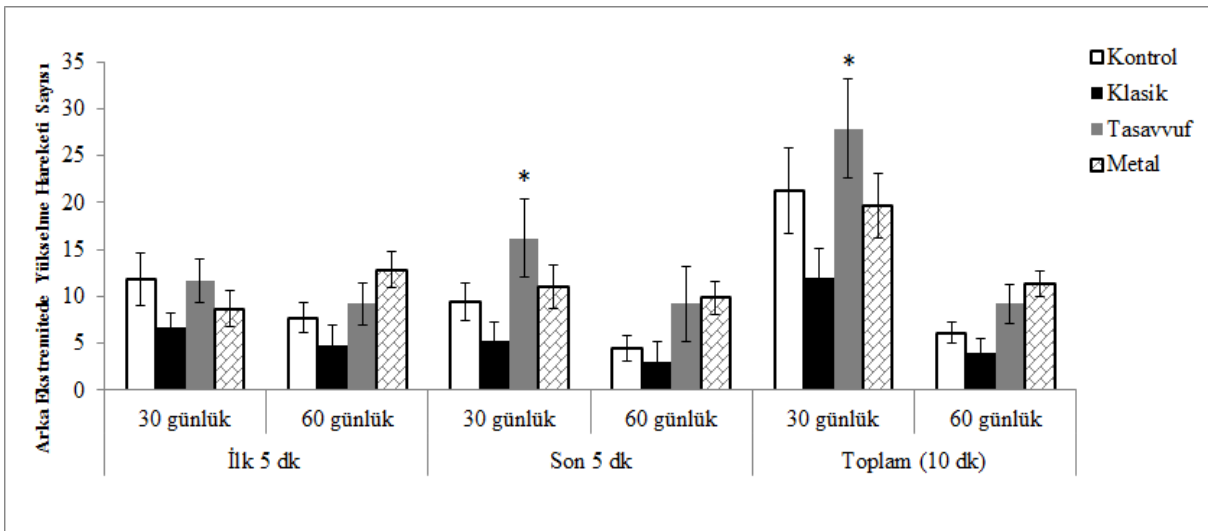 Arka Ekstremitede Yükselme Hareketi Sayısı
35
30
25
20
15
10
5
0
*
*
Kontrol
Klasik
Tasavvuf
Metal
30 günlük
60 günlük
30 günlük
60 günlük
30 günlük
60 günlük
İlk 5 dk
Son 5 dk
Toplam (10 dk)